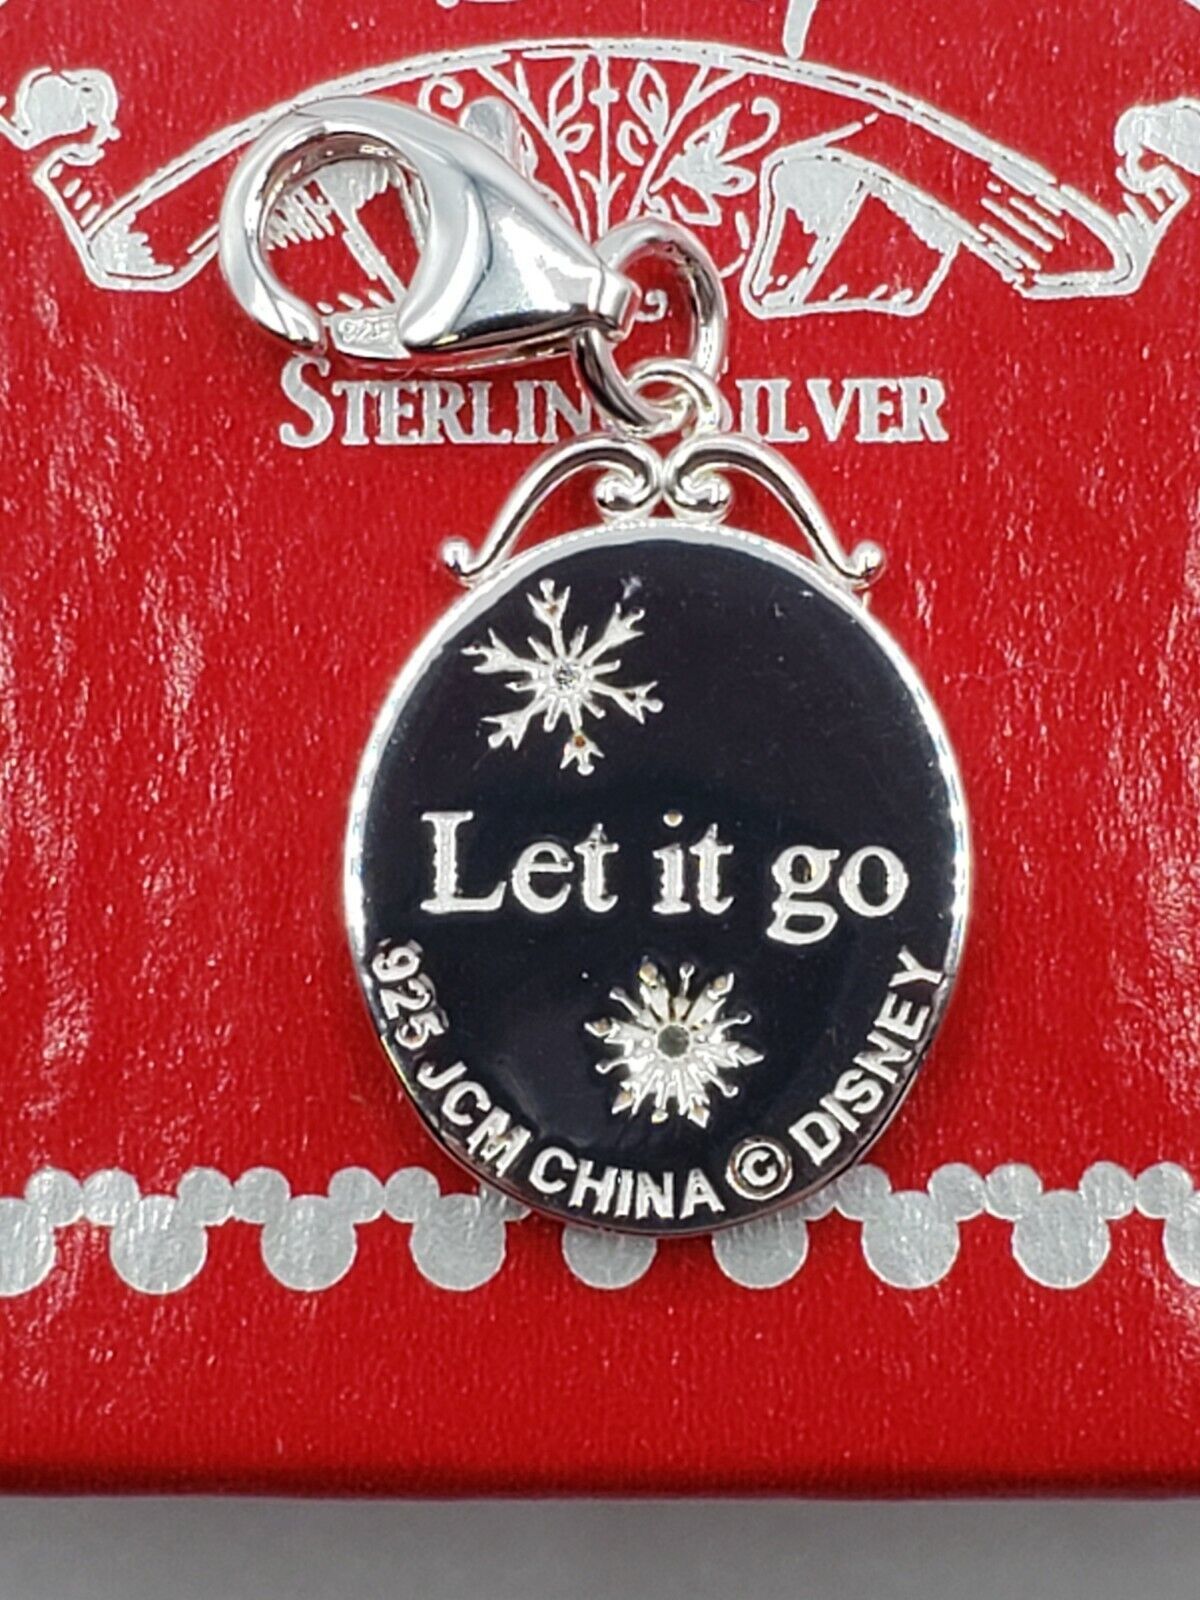 STERLING SILVER
Let it go
925 JCM CHINA © DISNEY